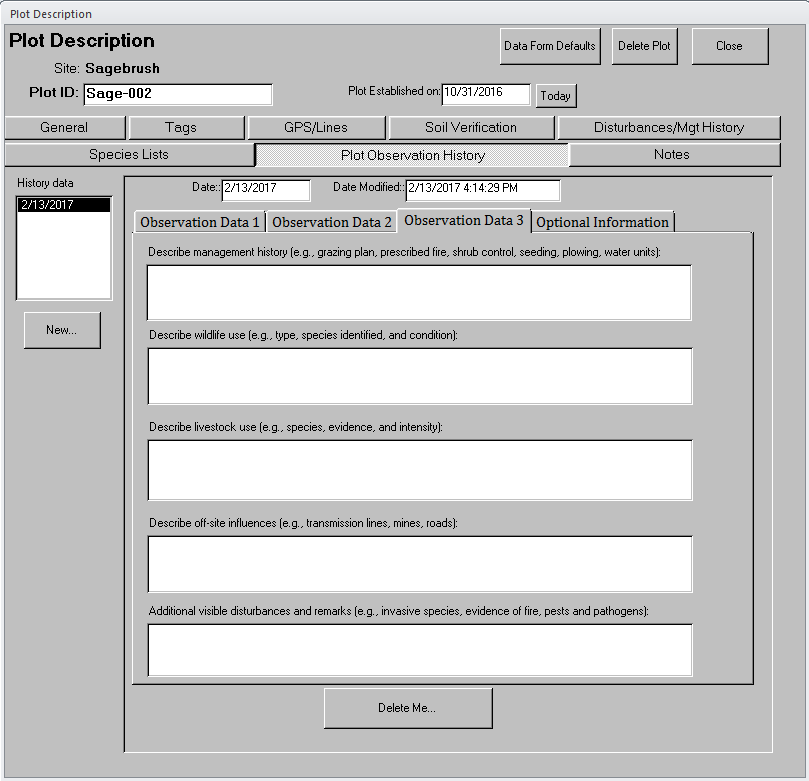 Plot Description
Plot Description
Data Form Defaults Delete Plot Close
Site: Sagebrush
Plot ID: Sage-002 Plot Established on: 10/31/2016 Today
General Tags GPS/Lines Soil Verification Disturbances/Mgt History
Species Lists Plot Observation History Notes
History data
2/13/2017
New...
Date:: 2/13/2017 Date Modified:: 2/13/2017 4:14:29 PM
Observation Data 1 Observation Data 2 Observation Data 3 Optional Information
Describe management history (e.g., grazing plan, prescribed fire, shrub control, seeding, plowing, water units):
Describe wildlife use (e.g., type, species identified, and condition):
Describe livestock use (e.g., species, evidence, and intensity):
Describe off-site influences (e.g., transmission lines, mines, roads):
Additional visible disturbances and remarks (e.g., invasive species, evidence of fire, pests and pathogens):
Delete Me...